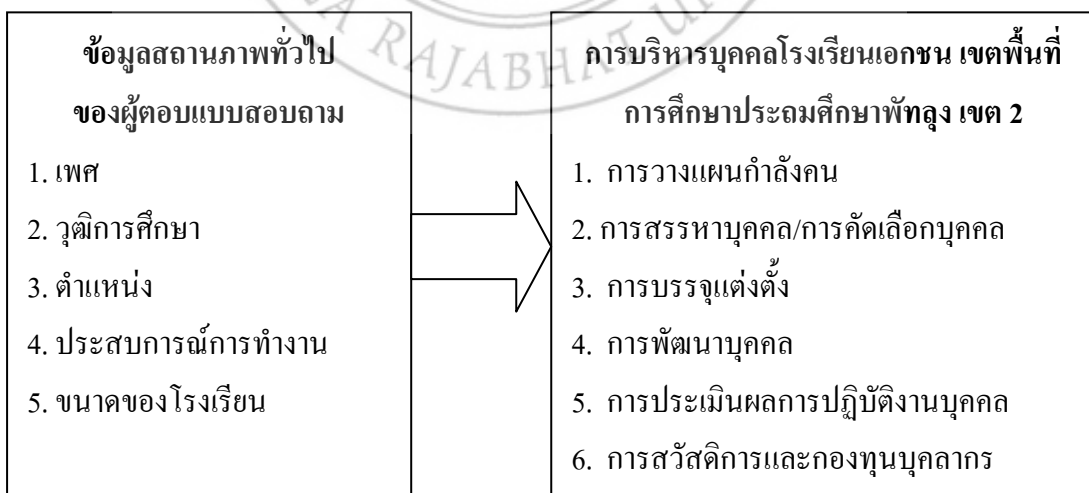 A RAJABHAT U
ข้อมูลสถานภาพทั่วไป
ของผู้ตอบแบบสอบถาม
1. เพศ
2. วุฒิการศึกษา
3. ตำแหน่ง
4. ประสบการณ์การทำงาน
5. ขนาดของโรงเรียน
การบริหารบุคคลโรงเรียนเอกชน เขตพื้นที่
การศึกษาประถมศึกษาพัทลุง เขต 2
1. การวางแผนกำลังคน
2. การสรรหาบุคคล/การคัดเลือกบุคคล
3. การบรรจุแต่งตั้ง
4. การพัฒนาบุคคล
5. การประเมินผลการปฏิบัติงานบุคคล
6. การสวัสดิการและกองทุนบุคลากร